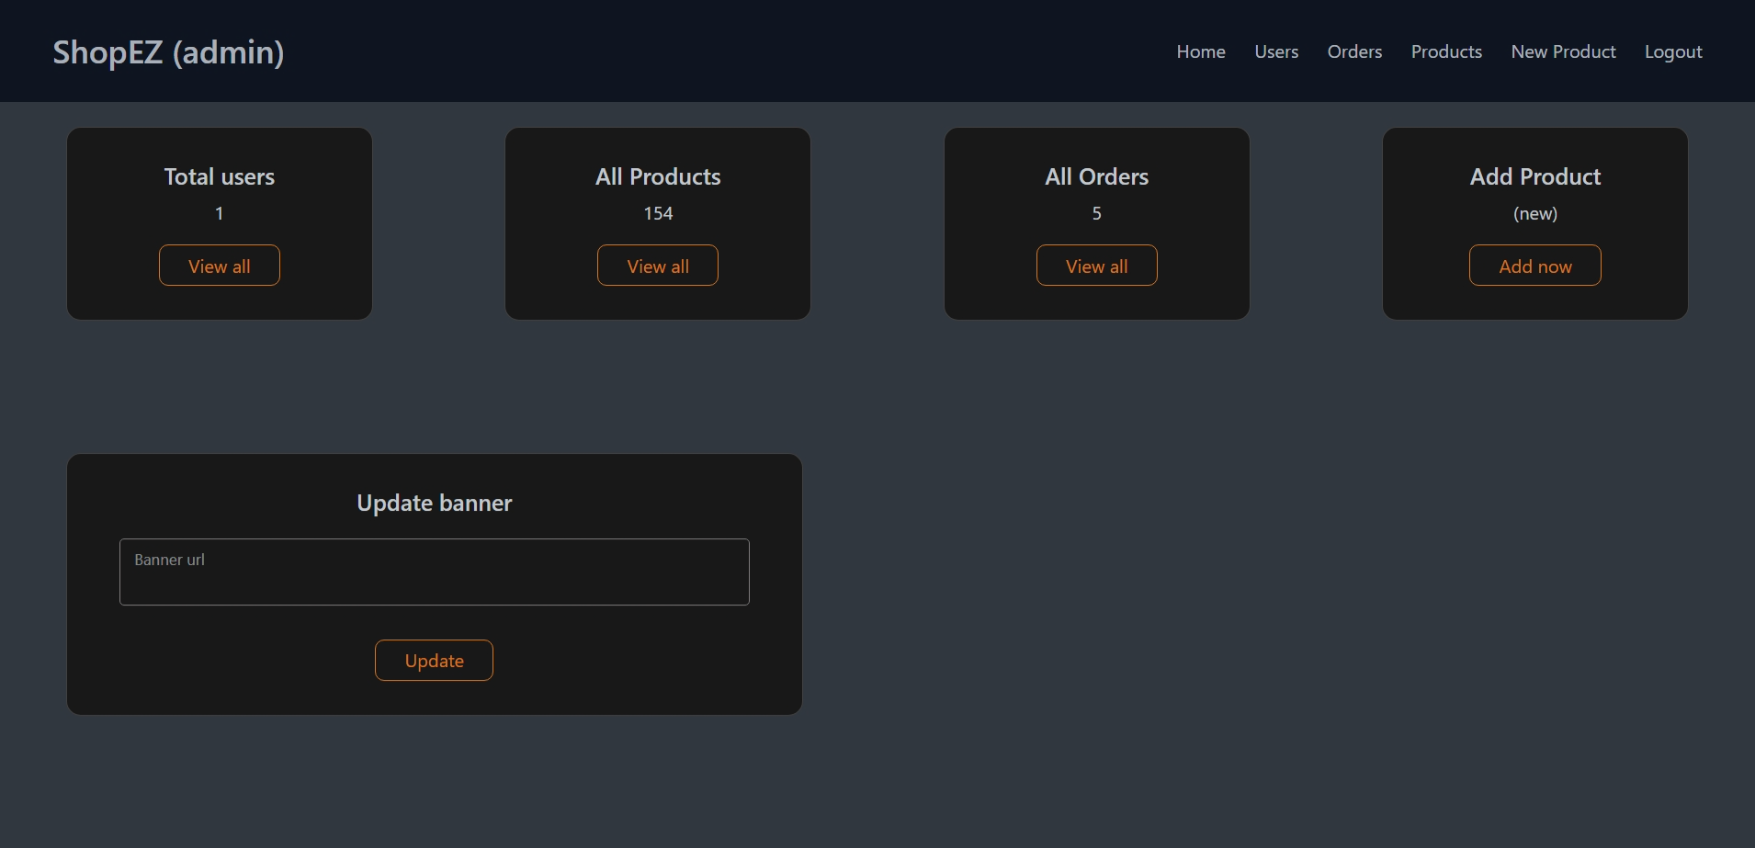 ShopEZ (admin)
Home Users Orders Products New Product Logout
Total users
1
View all
All Products
154
View all
All Orders
5
View all
Add Product
(new)
Add now
Update banner
Banner url
Update